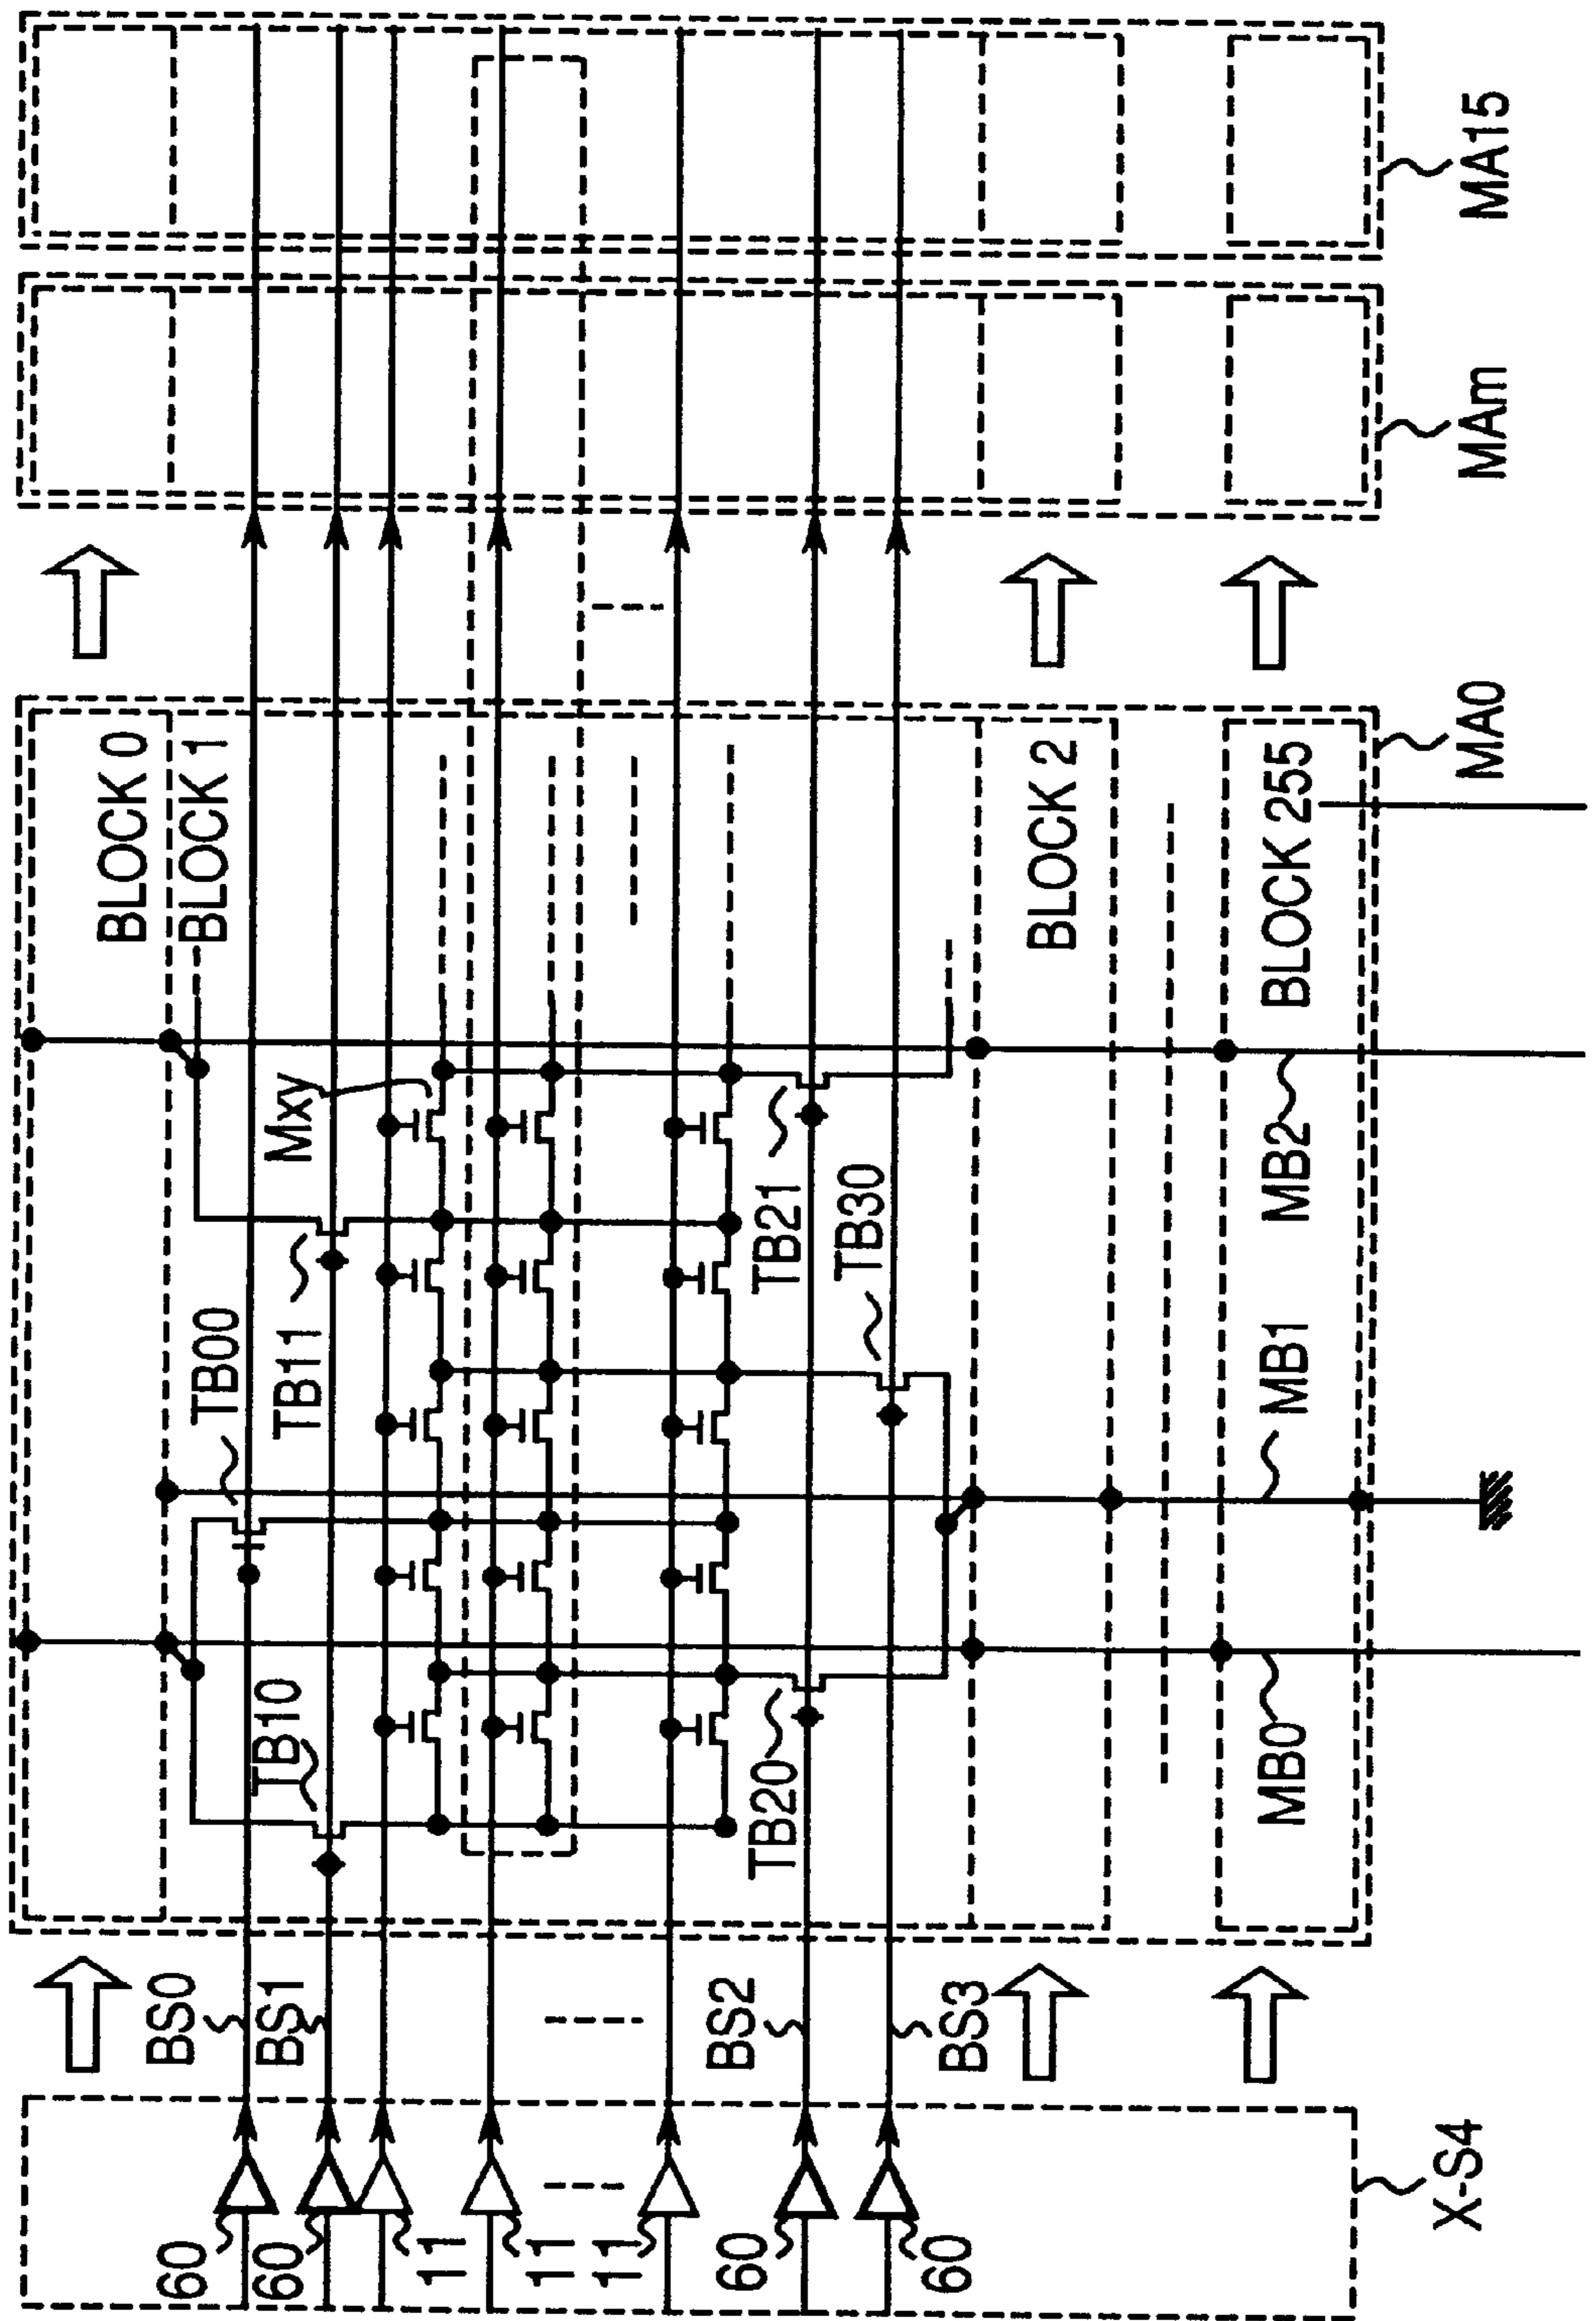 BLOCK 0
BLOCK 1
BS0
BS1
TB00
TB10
TB11
Mxy
TB20
TB21
TB30
BS2
BS3
BLOCK 2
BLOCK 255
MB0
MB1
MB2
60
60
11
11
11
60
60
X-S4
MA0
MAm
MA15